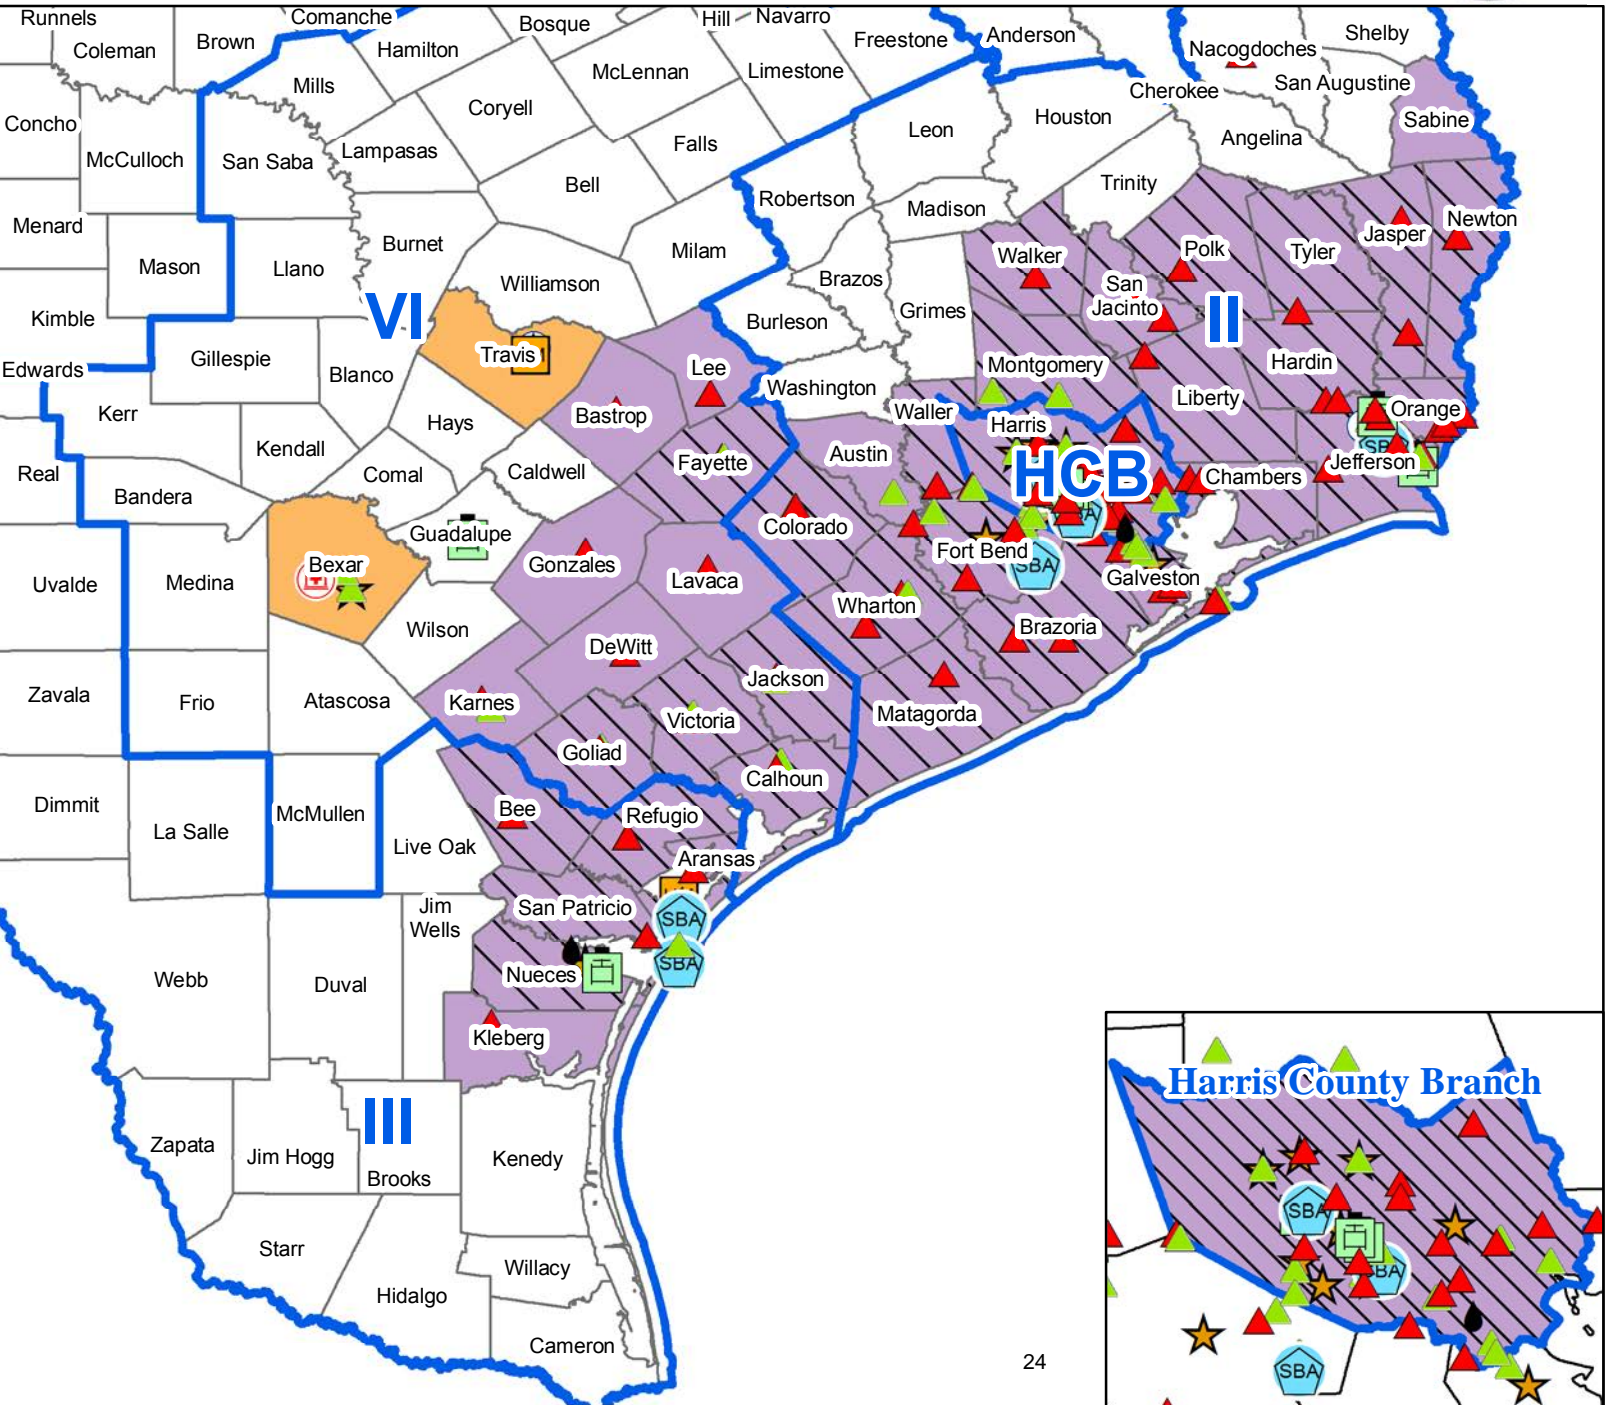 Runnels
Comanche
Bosque
Hill
Navarro
Coleman
Brown
Hamilton
Freestone
Anderson
Nacogdoches
Shelby
Mills
McLennan
Limestone
Cherokee
San Augustine
Concho
Coryell
Leon
Houston
Angelina
Sabine
McCulloch
San Saba
Lampasas
Falls
Bell
Robertson
Madison
Trinity
Menard
Burnet
Milam
Newton
Mason
Llano
Williamson
Brazos
Walker
Polk
Tyler
Jasper
Kimble
VI
Burleson
Grimes
San
Jacinto
II
Edwards
Gillespie
Blanco
Travis
Lee
Washington
Montgomery
Hardin
Kerr
Hays
Bastrop
Waller
Harris
Liberty
Orange
Kendall
Real
Bandera
Comal
Caldwell
Fayette
Austin
HCB
Chambers
Jefferson
SBA
Guadalupe
Colorado
SBA
Uvalde
Medina
Bexar
Gonzales
Lavaca
Fort Bend
SBA
Galveston
Wilson
Wharton
Brazoria
DeWitt
Zavala
Frio
Atascosa
Karnes
Jackson
Victoria
Matagorda
Goliad
Calhoun
Dimmit
La Salle
McMullen
Live Oak
Bee
Refugio
Aransas
Jim
Wells
San Patricio
SBA
SBA
Webb
Duval
Nueces
Kleberg
III
Zapata
Jim Hogg
Brooks
Kenedy
Starr
Willacy
Hidalgo
Cameron
24
Harris County Branch
SBA
SBA
SBA